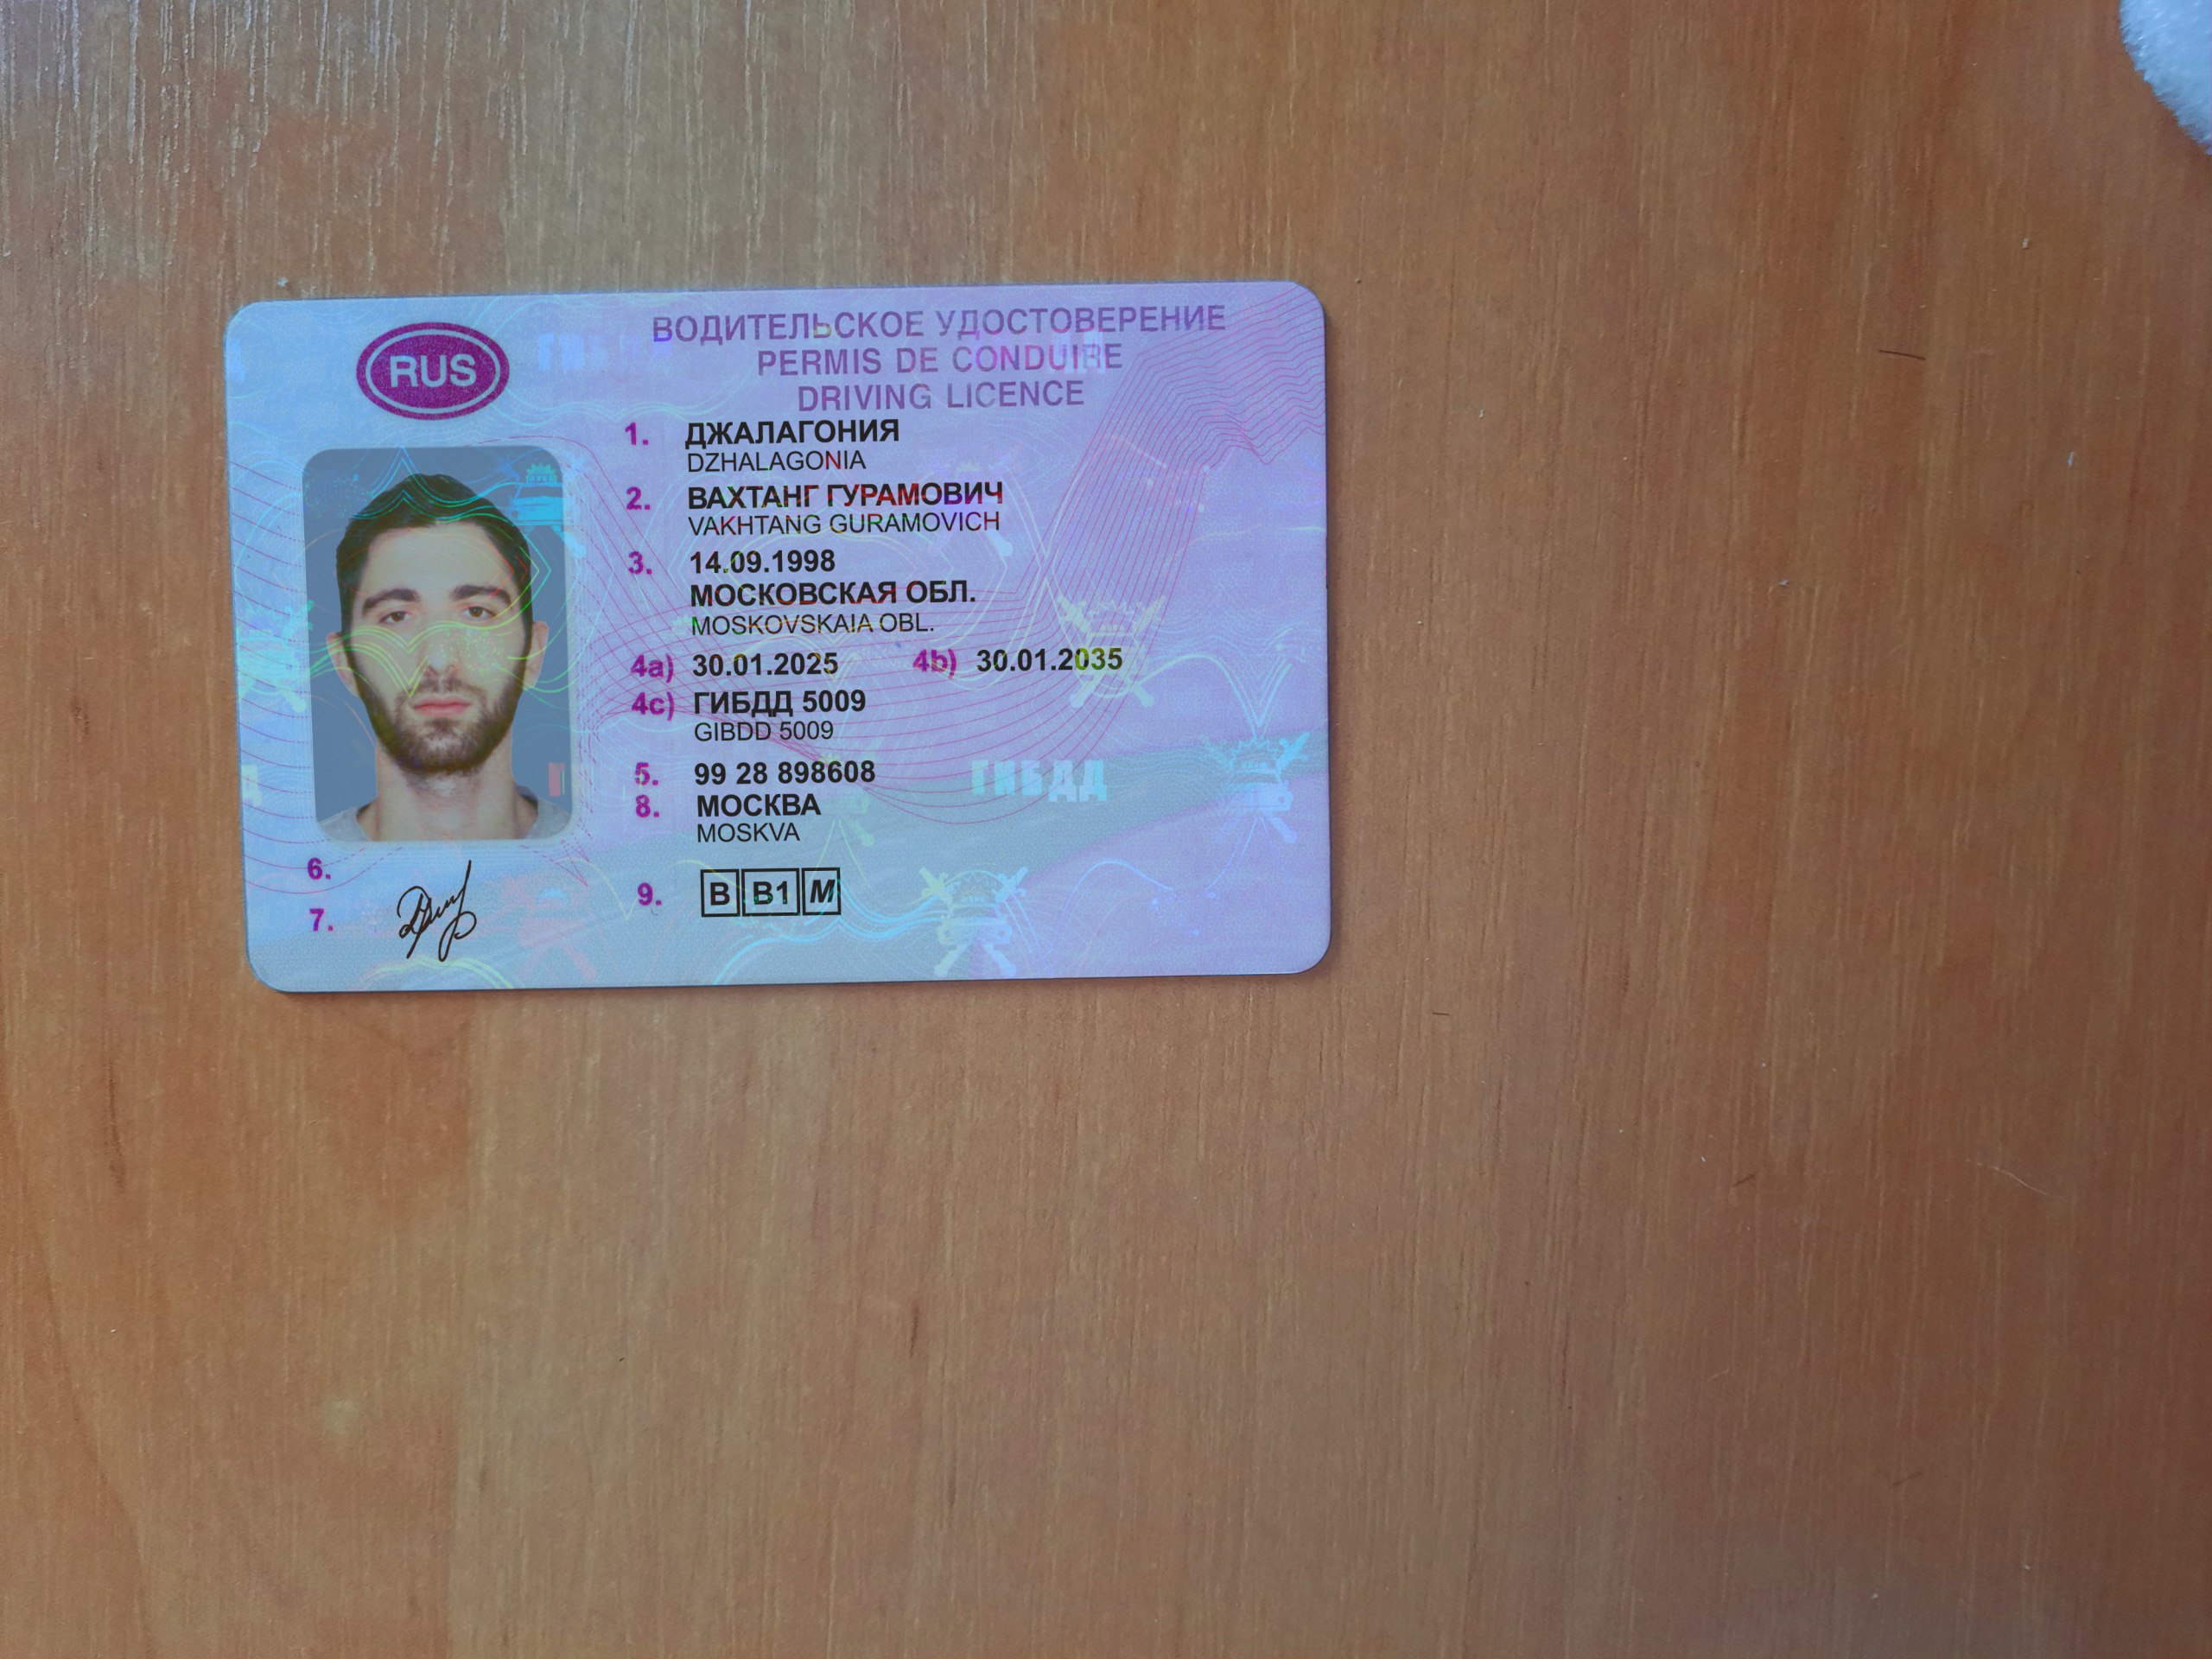 RUS
ВОДИТЕЛЬСКОЕ УДОСТОВЕРЕНИЕ
PERMIS DE CONDUIRE
DRIVING LICENCE
1. ДЖАЛАГОНИЯ
DZHALAGONIA
2. ВАХТАНГ ГУРАМОВИЧ
VAKHTANG GURAMOVICH
3. 14.09.1998
МОСКОВСКАЯ ОБЛ.
MOSKOVSKAIA OBL.
4a) 30.01.2025 4b) 30.01.2035
4c) ГИБДД 5009
GIBDD 5009
5. 99 28 898608
8. МОСКВА
MOSKVA
ГИБДД
6.
7.
9. B B1 M